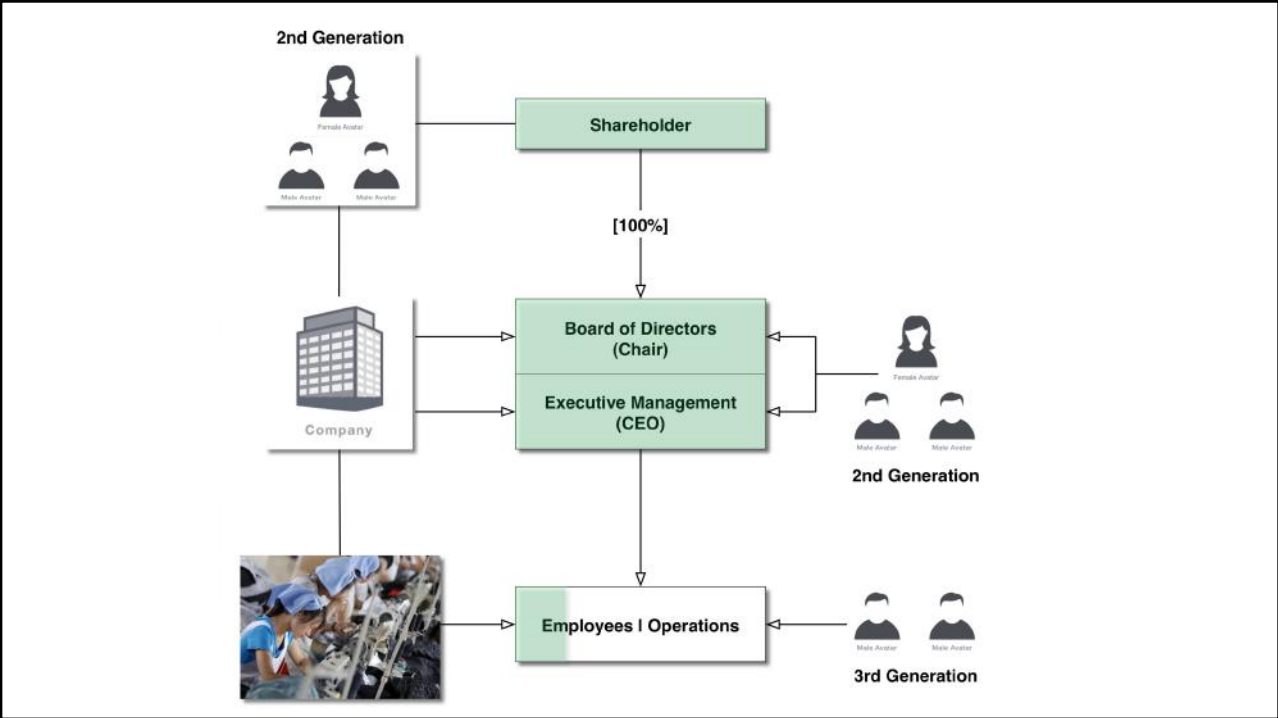 2nd Generation
Female Avatar
Male Avatar
Male Avatar
Shareholder
[100%]
Board of Directors
(Chair)
Executive Management
(CEO)
Company
Female Avatar
Male Avatar
Male Avatar
2nd Generation
Employees | Operations
Male Avatar
Male Avatar
3rd Generation